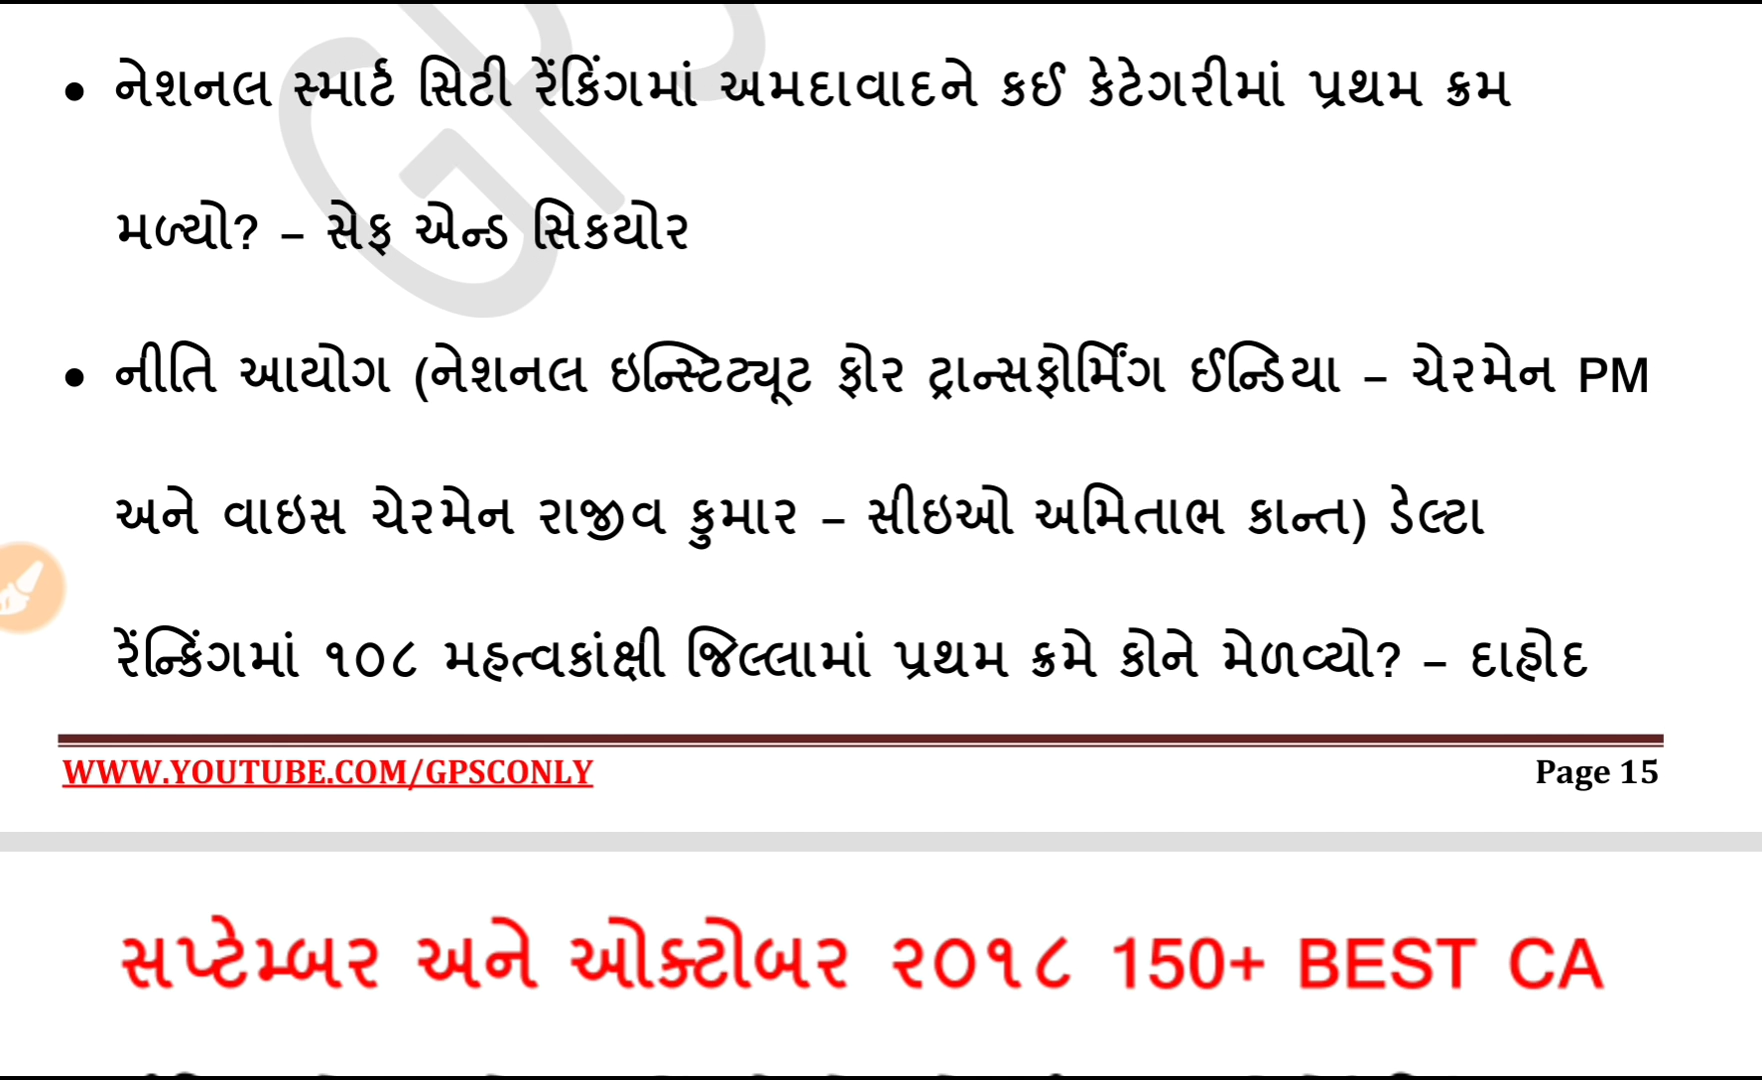 • નેશનલ સ્માર્ટ સિટી રેંકિંગમાં અમદાવાદને કઈ કેટેગરીમાં પ્રથમ ક્રમ
મળ્યો? – સેફ એન્ડ સિકયોર
• નીતિ આયોગ (નેશનલ ઇન્સ્ટિટ્યૂટ ફોર ટ્રાન્સફોર્મિંગ ઈન્ડિયા – ચેરમેન PM
અને વાઇસ ચેરમેન રાજીવ કુમાર – સીઇઓ અમિતાભ કાન્ત) ડેલ્ટા
રેંન્કિંગમાં ૧૦૮ મહત્વકાંક્ષી જિલ્લામાં પ્રથમ ક્રમે કોને મેળવ્યો? – દાહોદ
WWW.YOUTUBE.COM/GPSCONLY Page 15
સપ્ટેમ્બર અને ઓક્ટોબર ૨૦૧૮ 150+ BEST CA